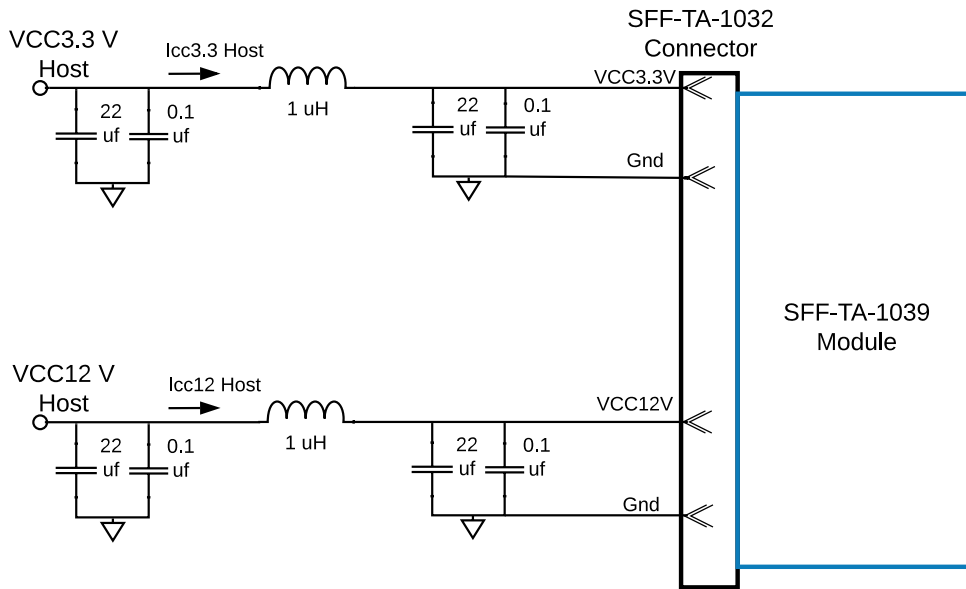 SFF-TA-1032
Connector
VCC3.3 V
Host
Icc3.3 Host
1 uH
22
uf
0.1
uf
22
uf
0.1
uf
VCC3.3V
Gnd
SFF-TA-1039
Module
VCC12 V
Host
Icc12 Host
1 uH
22
uf
0.1
uf
22
uf
0.1
uf
VCC12V
Gnd